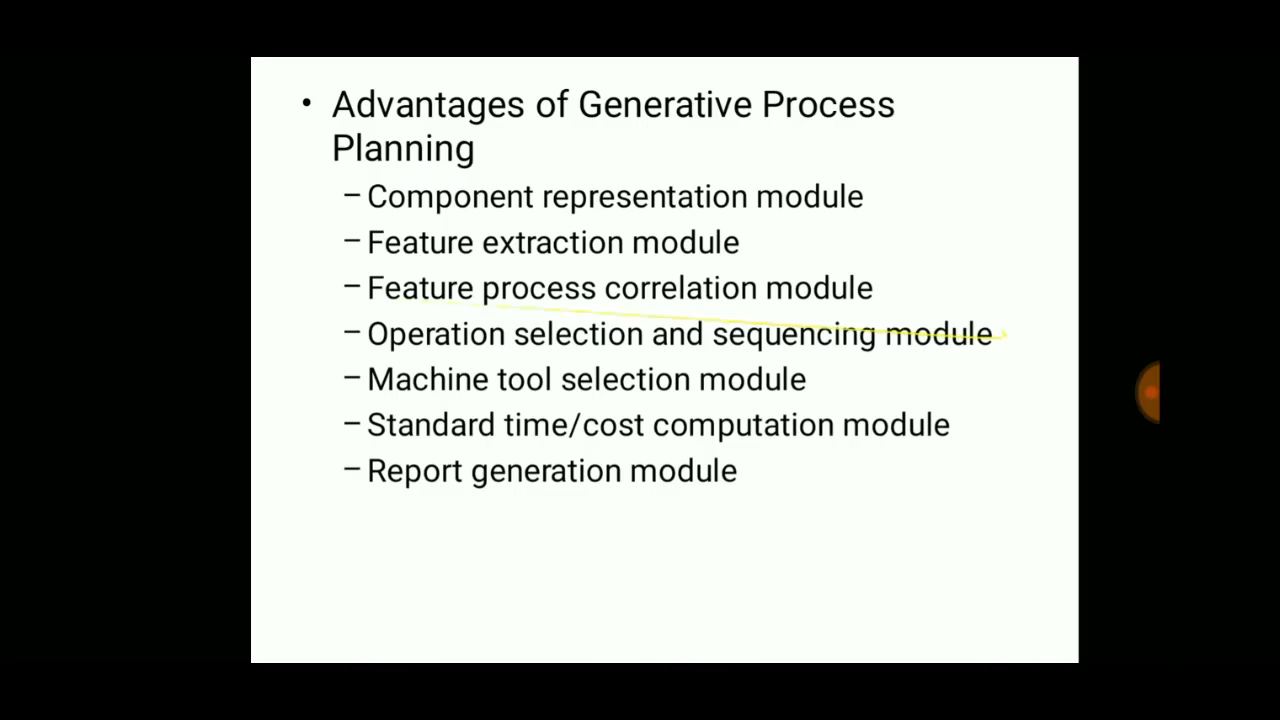 • Advantages of Generative Process
Planning
– Component representation module
– Feature extraction module
– Feature process correlation module
– Operation selection and sequencing module
– Machine tool selection module
– Standard time/cost computation module
– Report generation module